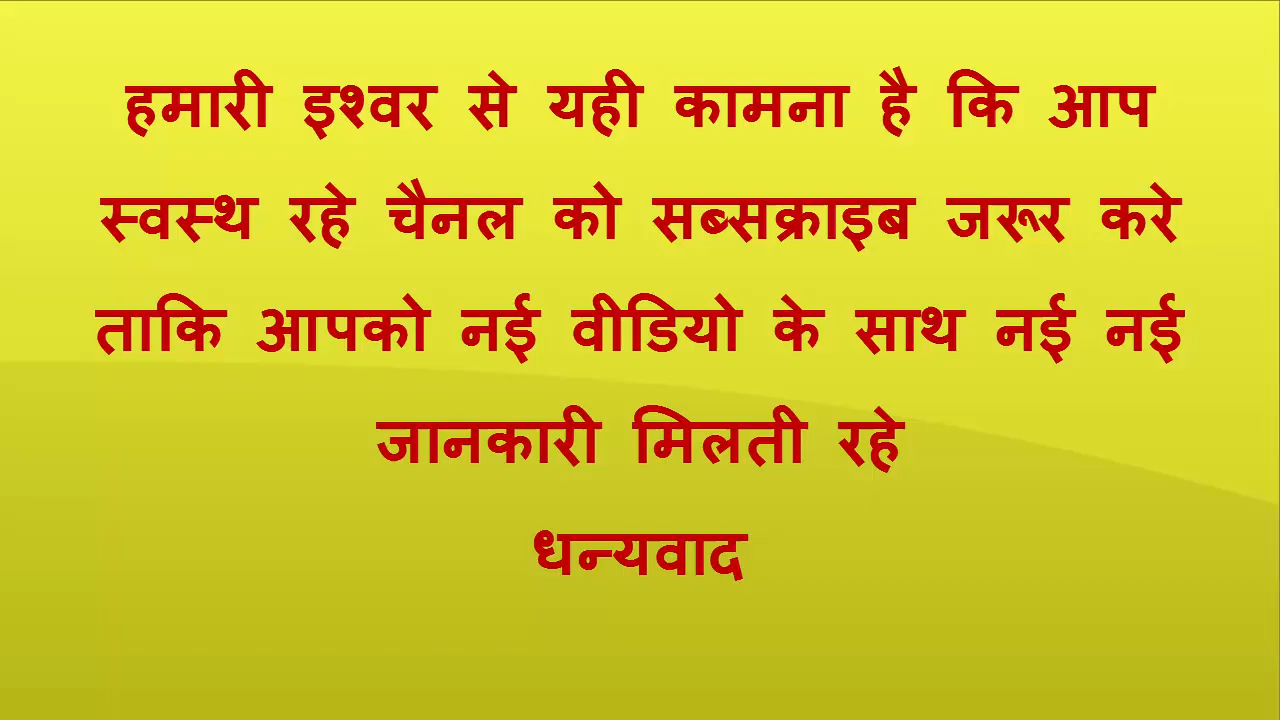 हमारी इश्वर से यही कामना है कि आप
स्वस्थ रहे चैनल को सब्सक्राइब जरूर करे
ताकि आपको नई वीडियो के साथ नई नई
जानकारी मिलती रहे
धन्यवाद